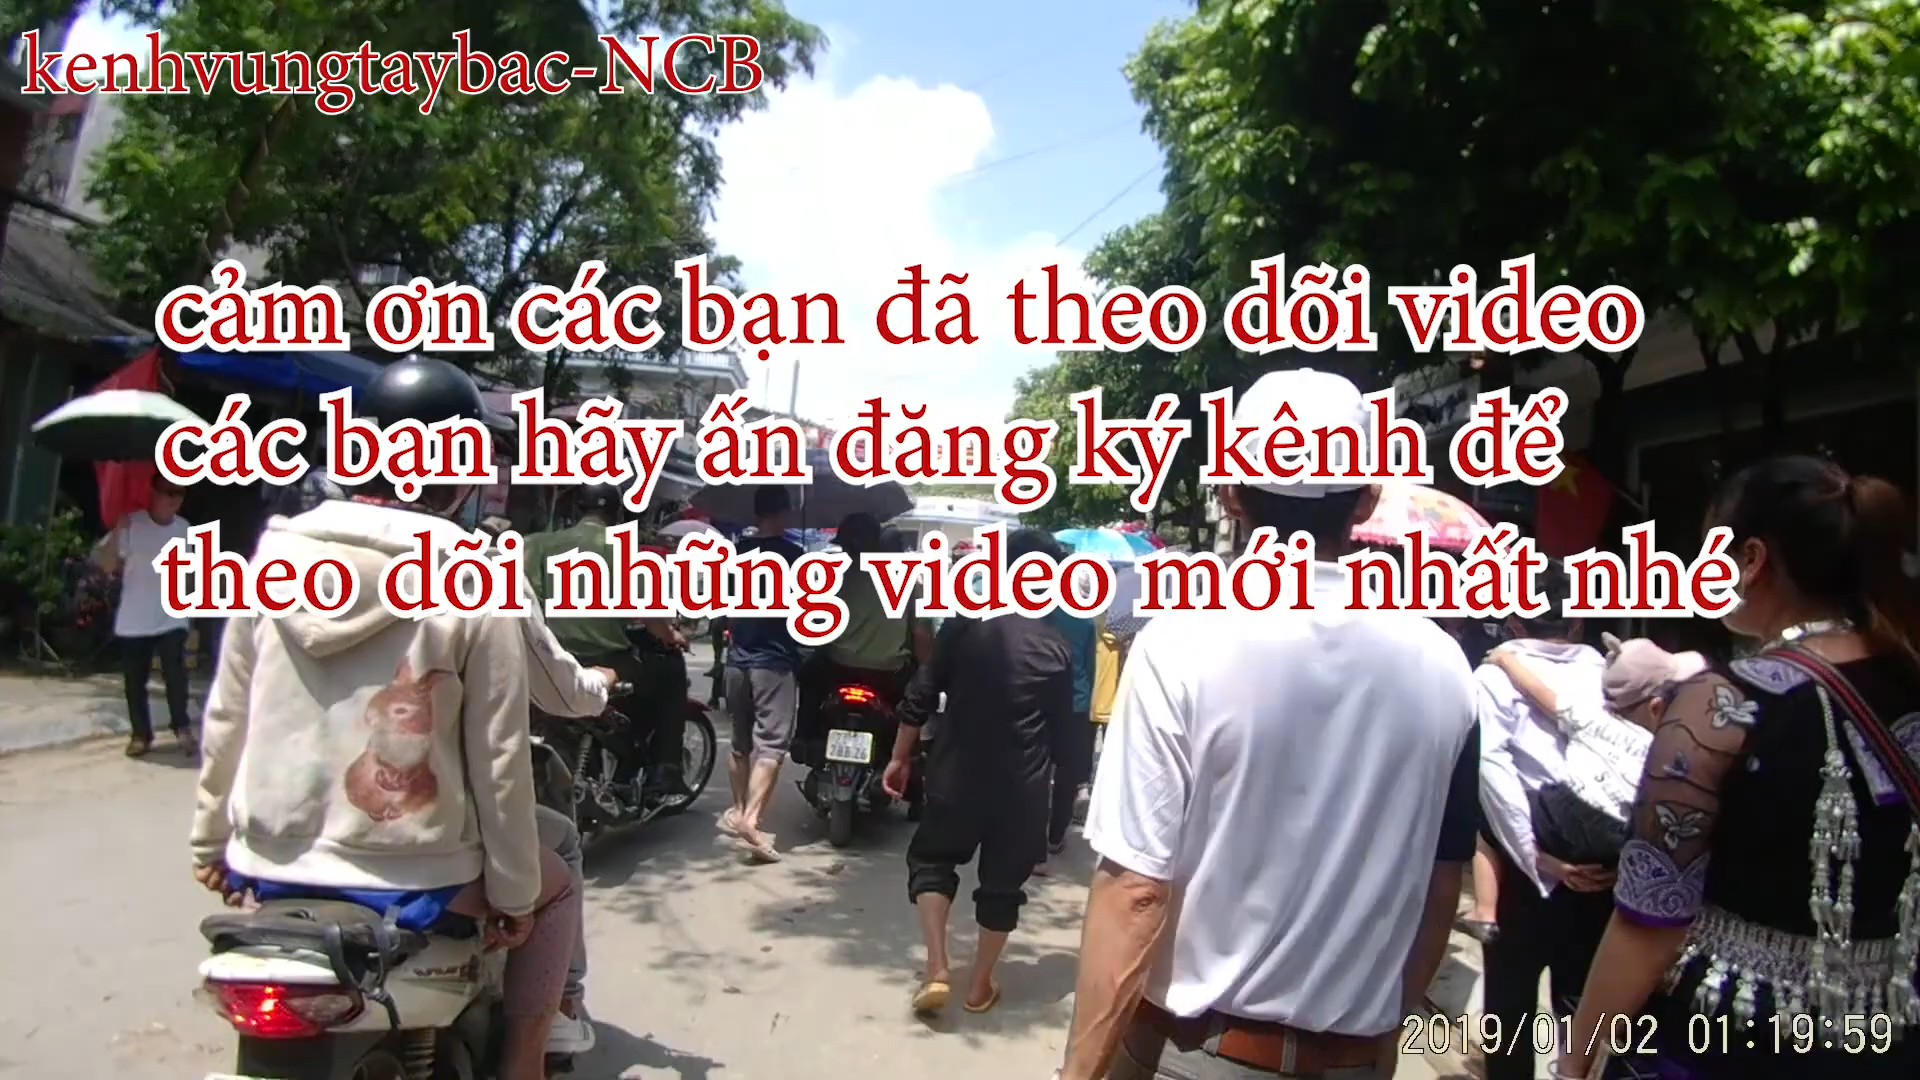 kenhvungtaybac-NCB
cảm ơn các bạn đã theo dõi video
các bạn hãy ấn đăng ký kênh để
theo dõi những video mới nhất nhé
2019/01/02 01:19:59